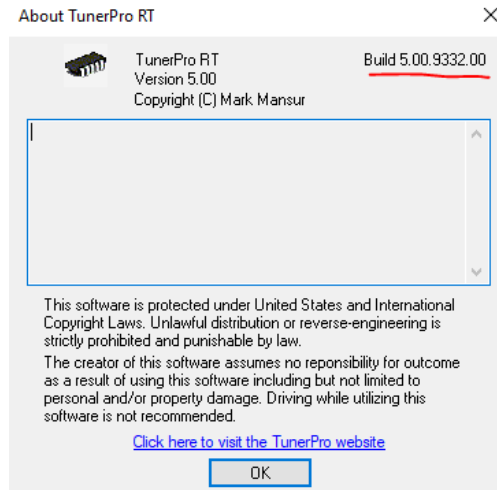 About TunerPro RT
TunerPro RT
Build 5.00.9332.00
Version 5.00
Copyright (C) Mark Mansur
This software is protected under United States and International
Copyright Laws. Unlawful distribution or reverse-engineering is
strictly prohibited and punishable by law.
The creator of this software assumes no reponsibility for outcome
as a result of using this software including but not limited to
personal and/or property damage. Driving while utilizing this
software is not recommended.
Click here to visit the TunerPro website
OK